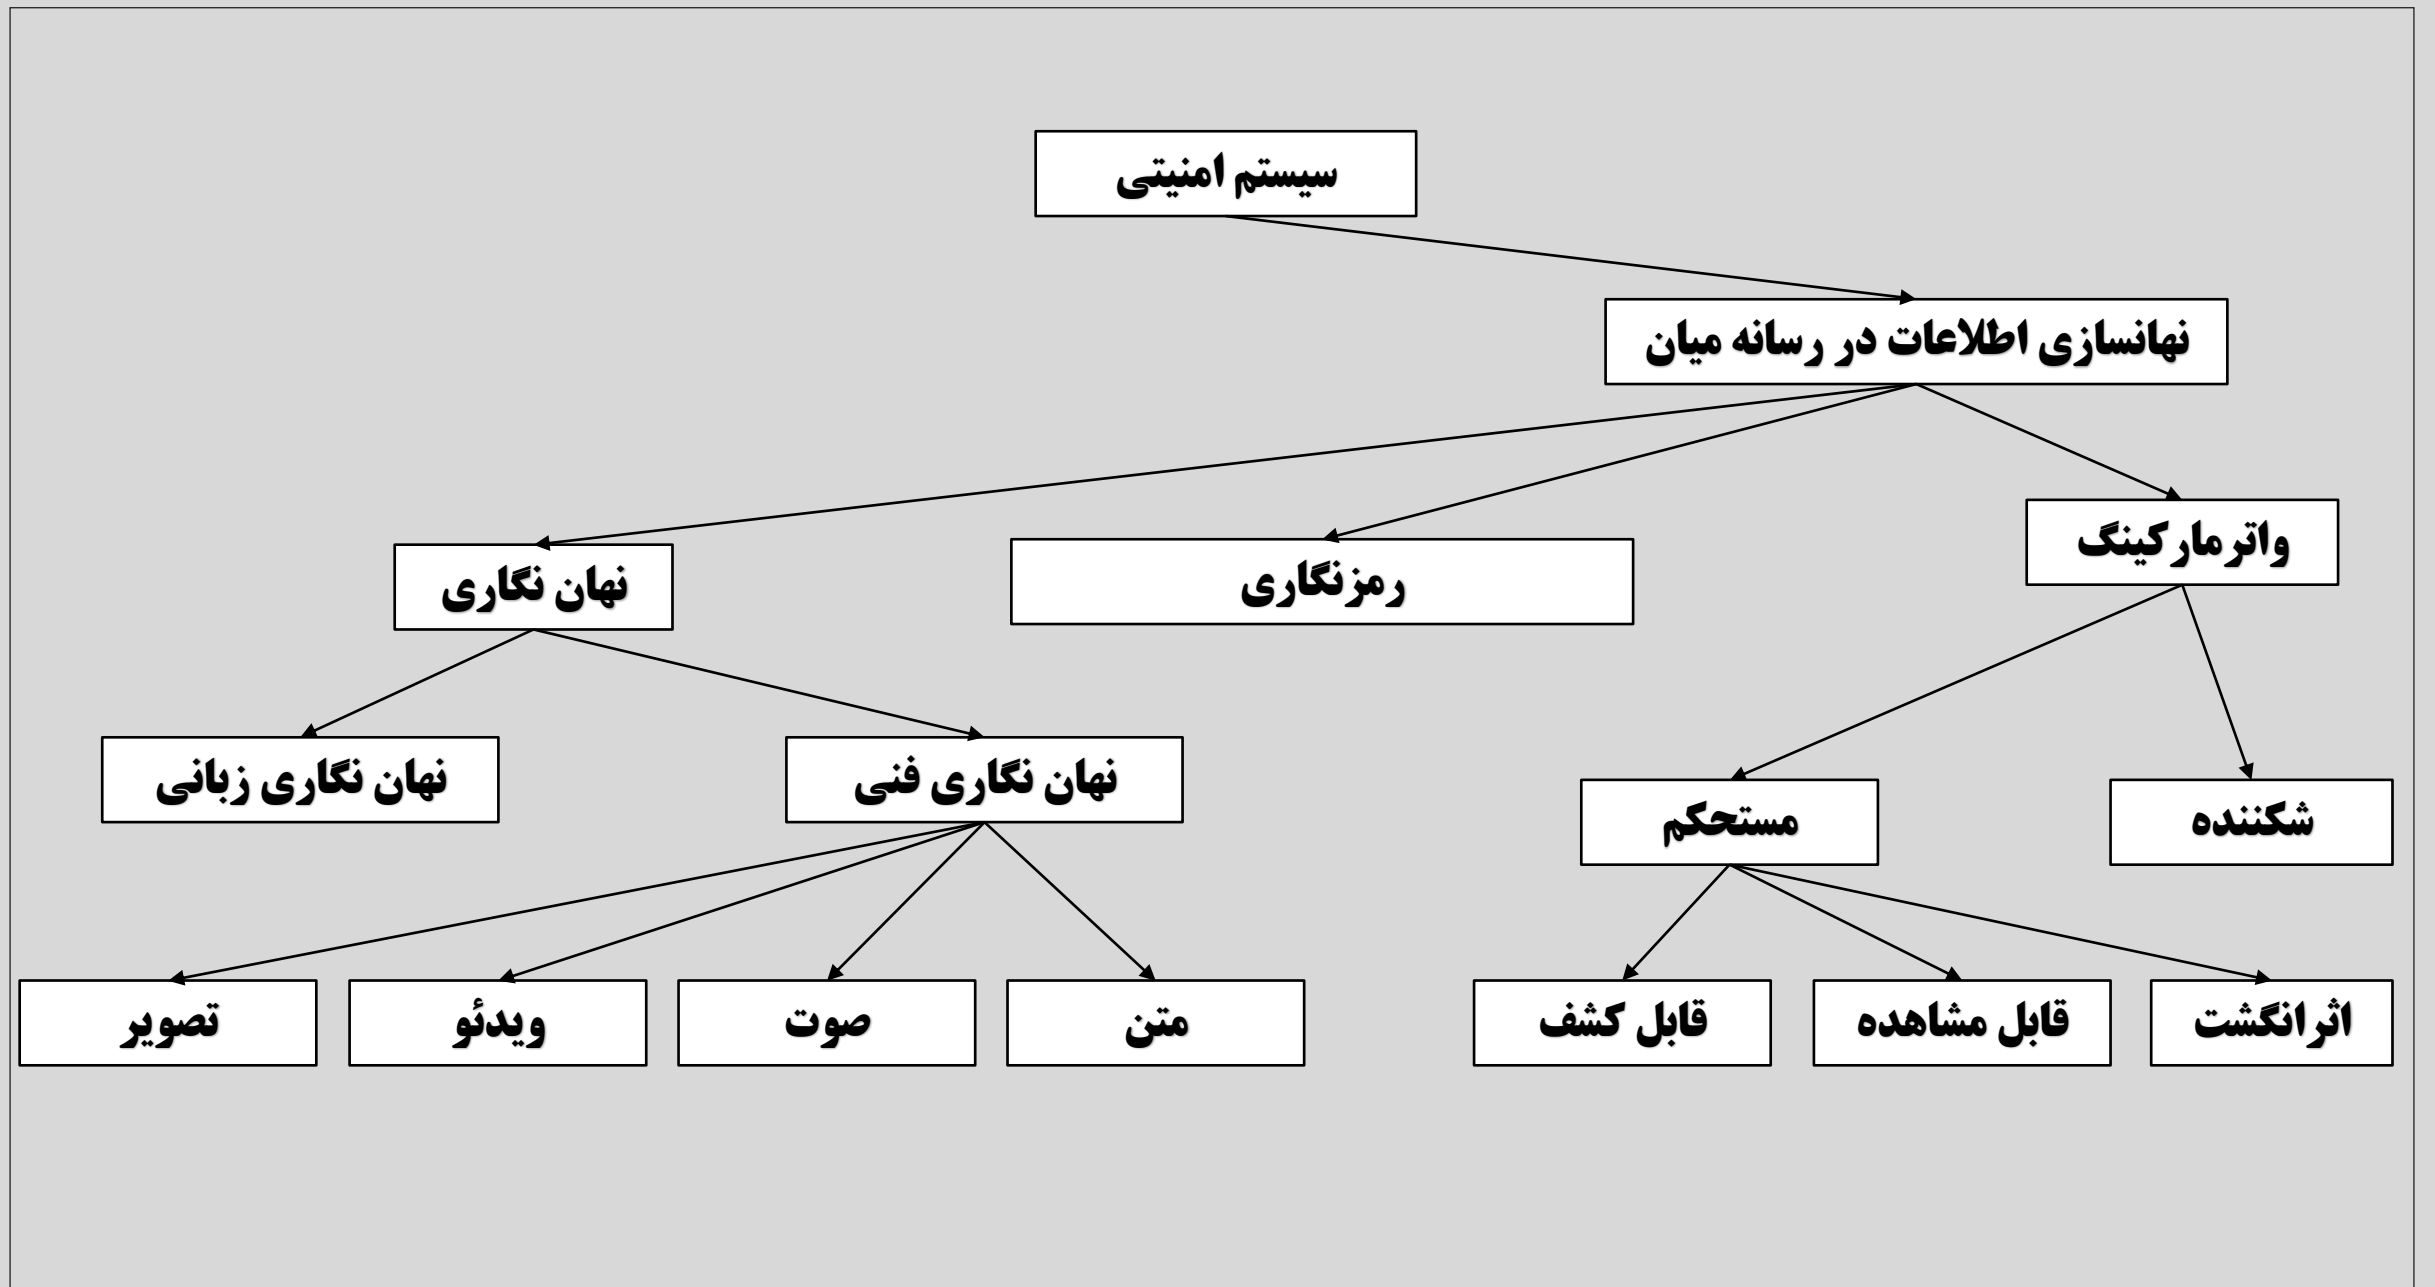 سیستم امنیتی
نهانسازی اطلاعات در رسانه میان
واترمارکینگ
رمزنگاری
نهان نگاری
شکننده
مستحکم
نهان نگاری فنی
نهان نگاری زبانی
اثرانگشت
قابل مشاهده
قابل کشف
متن
صوت
ویدئو
تصویر